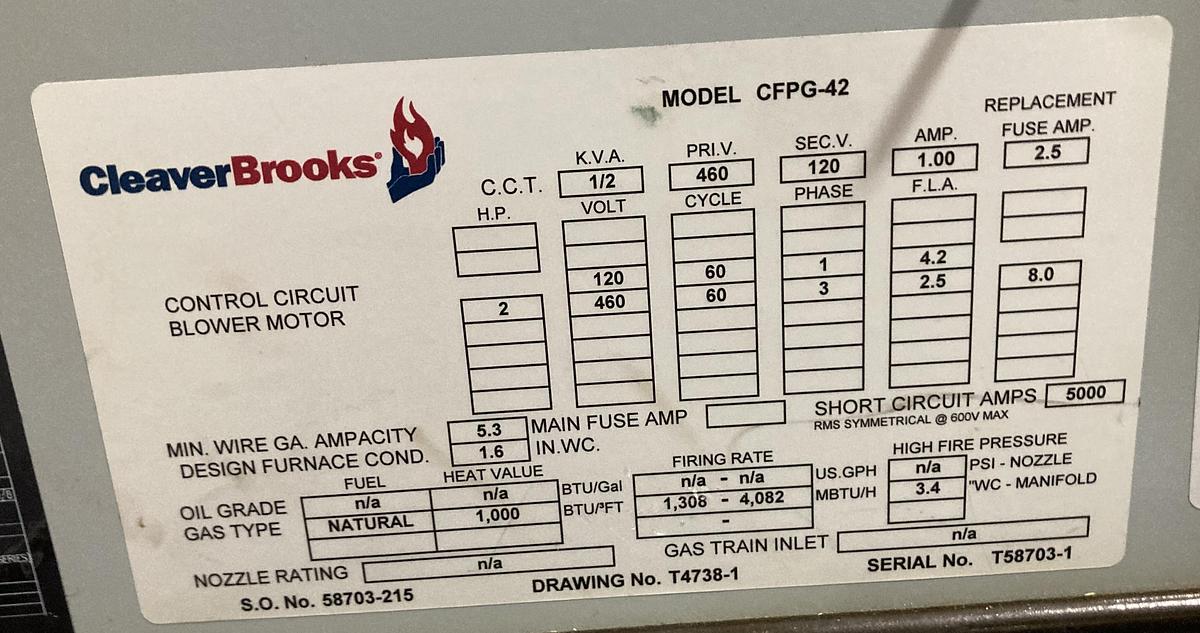 MODEL CFPG-42
CleaverBrooks
REPLACEMENT
K.V.A. PRI.V. SEC.V. AMP. FUSE AMP.
C.C.T. 1/2 460 120 1.00 2.5
H.P. VOLT CYCLE PHASE F.L.A.
CONTROL CIRCUIT 120 60 1 4.2
BLOWER MOTOR 2 460 60 3 2.5 8.0
MIN. WIRE GA. AMPACITY 5.3 MAIN FUSE AMP SHORT CIRCUIT AMPS 5000
RMS SYMMETRICAL @ 600V MAX
DESIGN FURNACE COND. 1.6 IN.WC.
FUEL HEAT VALUE FIRING RATE HIGH FIRE PRESSURE
OIL GRADE n/a n/a BTU/Gal n/a - n/a US.GPH n/a PSI - NOZZLE
GAS TYPE NATURAL 1,000 BTU/³FT 1,308 - 4,082 MBTU/H 3.4 "WC - MANIFOLD
-
NOZZLE RATING n/a GAS TRAIN INLET n/a
S.O. No. 58703-215 DRAWING No. T4738-1 SERIAL No. T58703-1